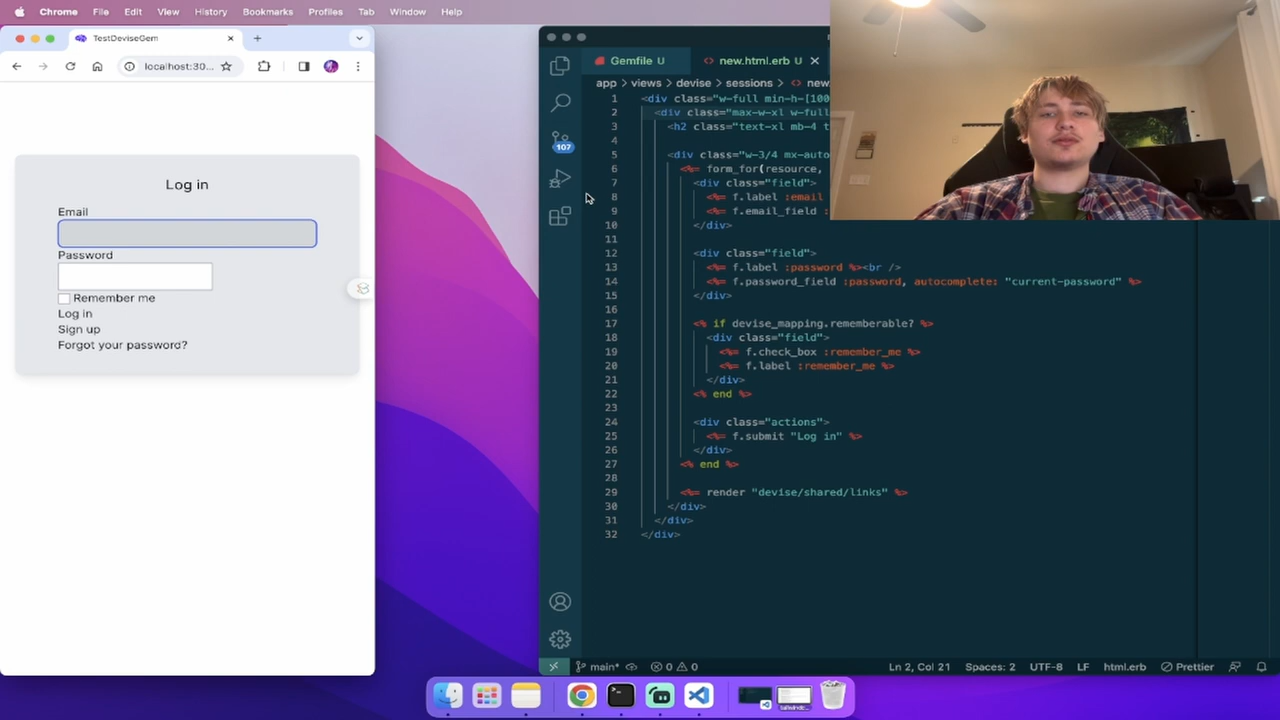 Chrome File Edit View History Bookmarks Profiles Tab Window Help
TestDeviseGem
localhost:30...
Log in
Email
Password
Remember me
Log in
Sign up
Forgot your password?
Gemfile U new.html.erb U
app > views > devise > sessions > new
107
1 <div class="w-full min-h-[100
2 <div class="max-w-xl w-full
3 <h2 class="text-xl mb-4 t
4
5 <div class="w-3/4 mx-auto
6 <%= form_for(resource,
7 <div class="field">
8 <%= f.label :email
9 <%= f.email_field :
10 </div>
11
12 <div class="field">
13 <%= f.label :password %><br />
14 <%= f.password_field :password, autocomplete: "current-password" %>
15 </div>
16
17 <% if devise_mapping.rememberable? %>
18 <div class="field">
19 <%= f.check_box :remember_me %>
20 <%= f.label :remember_me %>
21 </div>
22 <% end %>
23
24 <div class="actions">
25 <%= f.submit "Log in" %>
26 </div>
27 <% end %>
28
29 <%= render "devise/shared/links" %>
30 </div>
31 </div>
32 </div>
main* 0 0 Ln 2, Col 21 Spaces: 2 UTF-8 LF html.erb Prettier